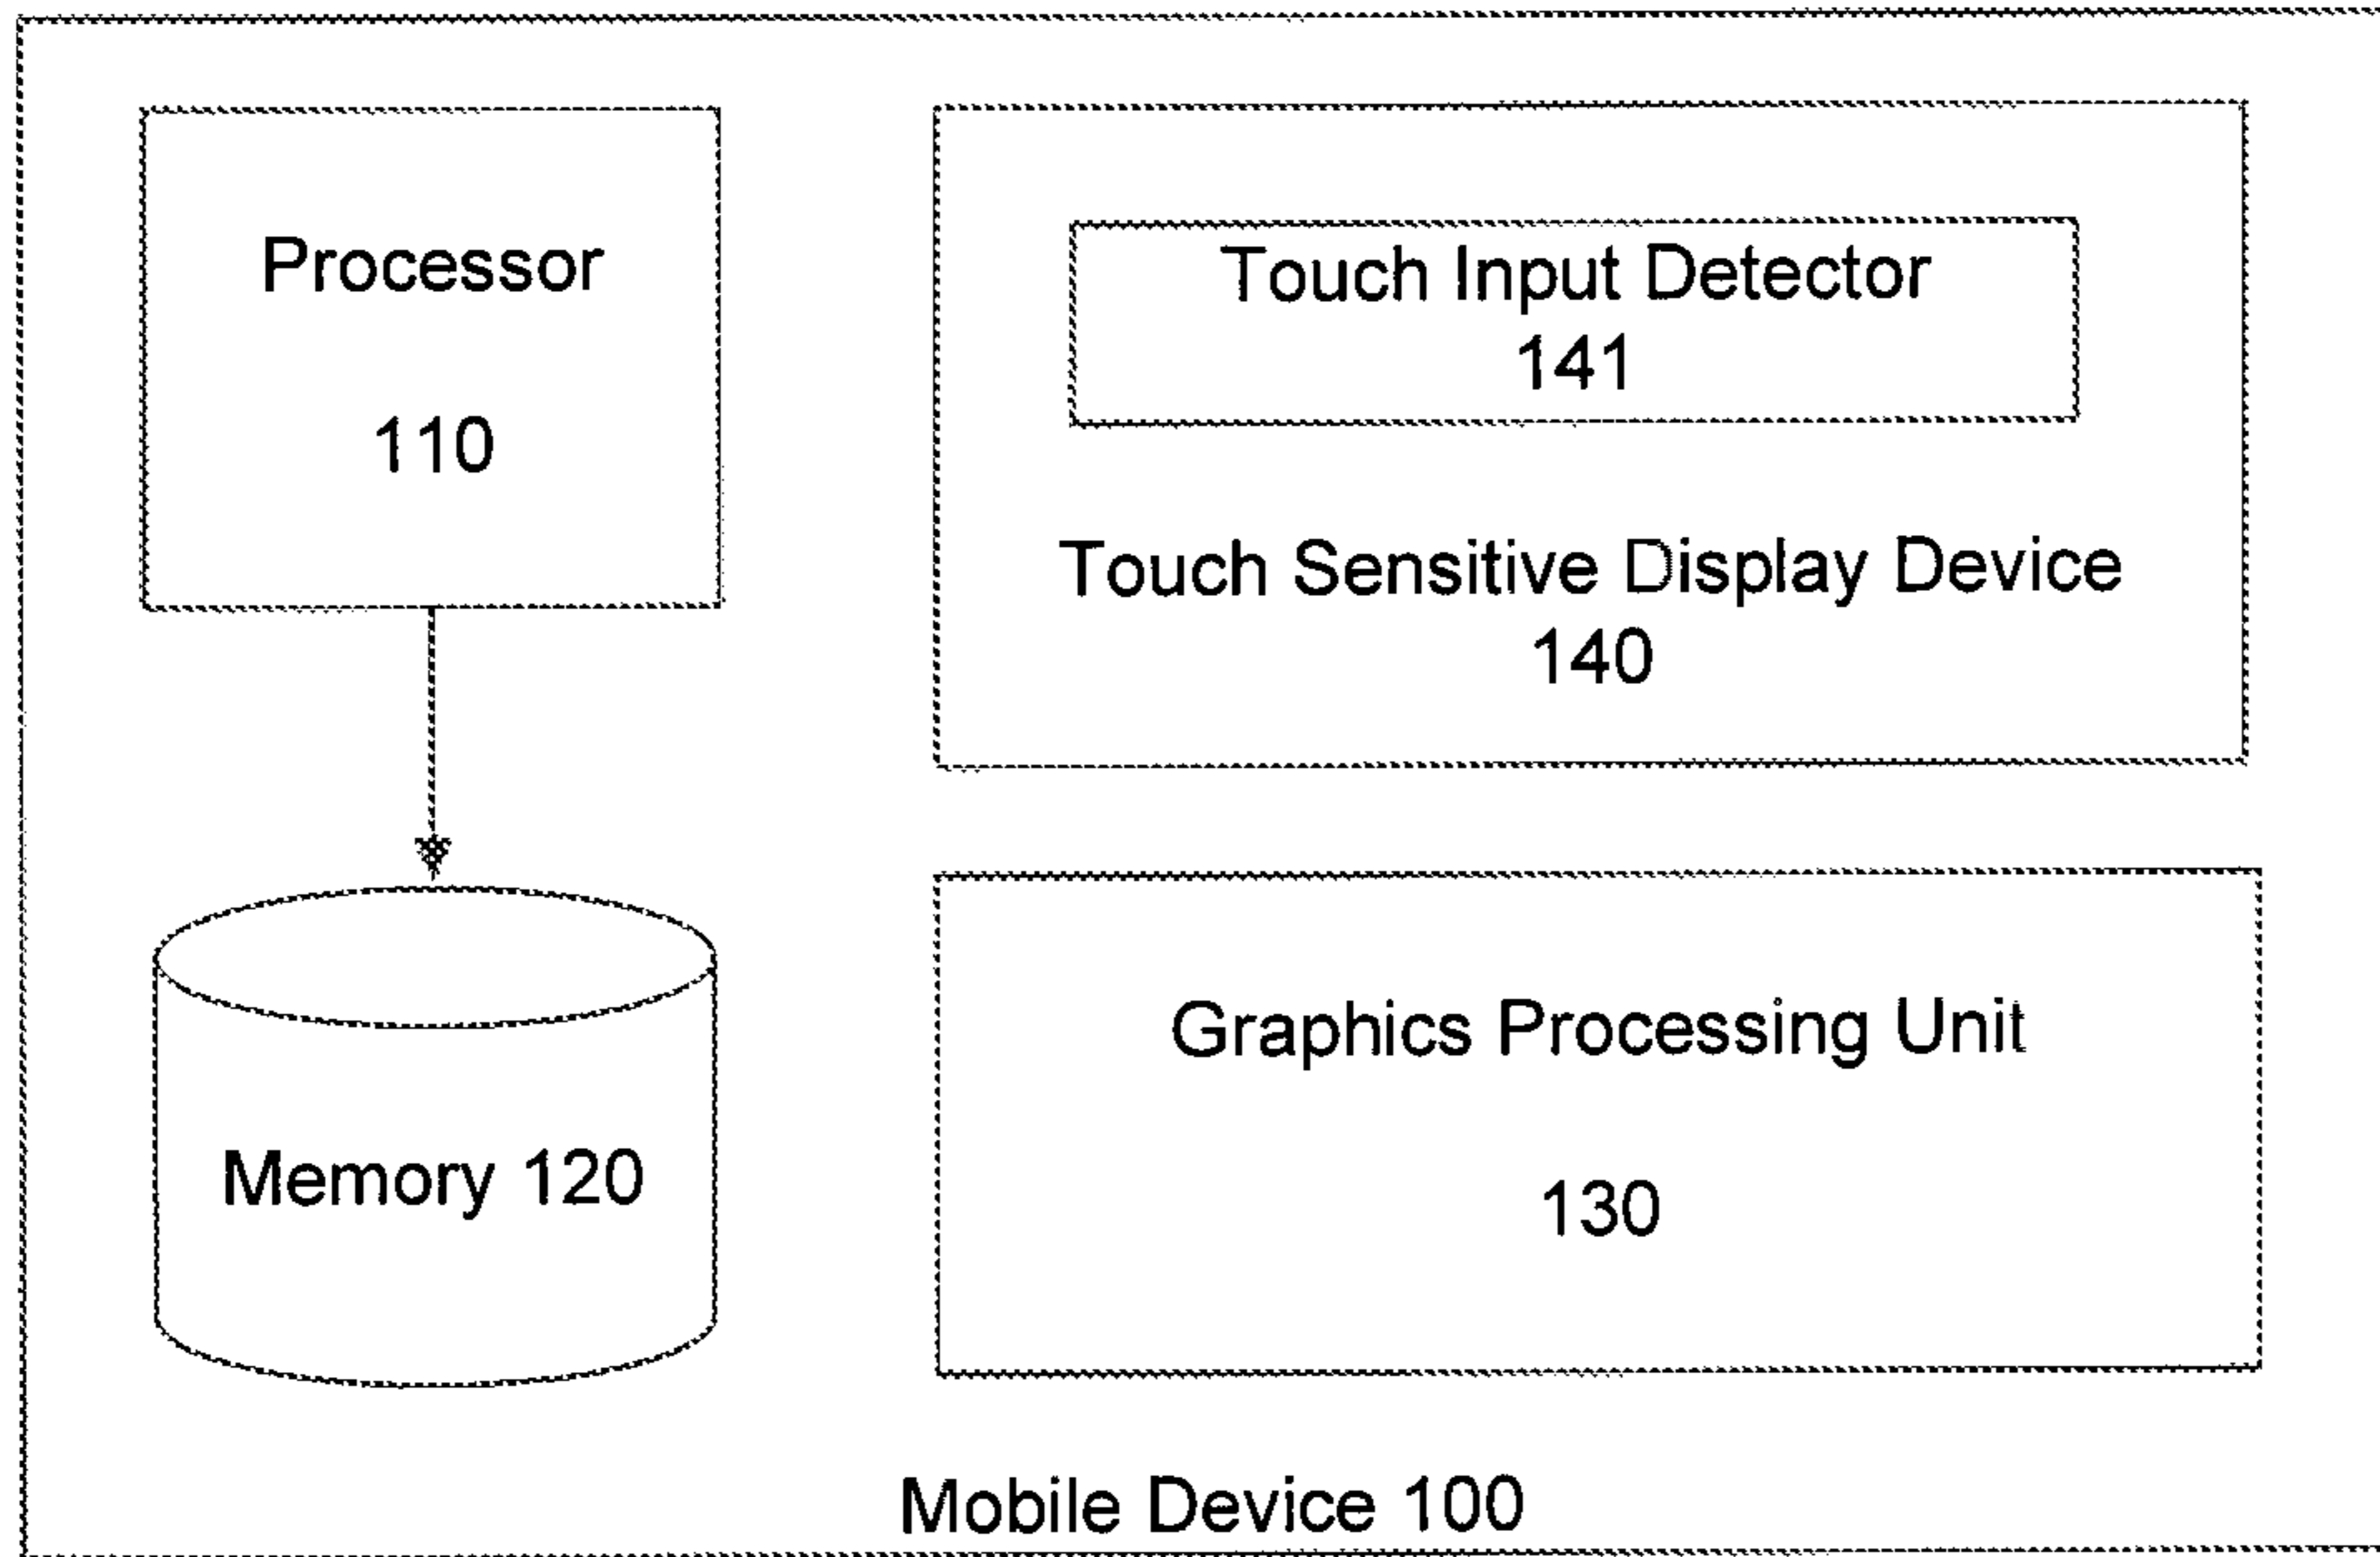 Processor
110
Touch Input Detector
141
Touch Sensitive Display Device
140
Memory 120
Graphics Processing Unit
130
Mobile Device 100